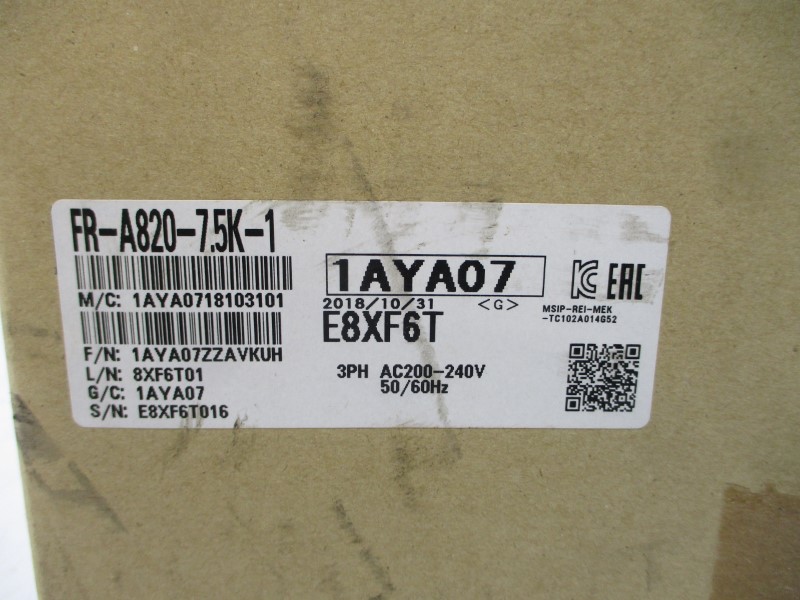 FR-A820-7.5K-1
M/C: 1AYA0718103101
F/N: 1AYA07ZZAVKUH
L/N: 8XF6T01
G/C: 1AYA07
S/N: E8XF6T016
1AYA07
2018/10/31 <G>
E8XF6T
3PH AC200-240V
50/60Hz
EAC
MSIP-REI-MEK
-TC102A014G52